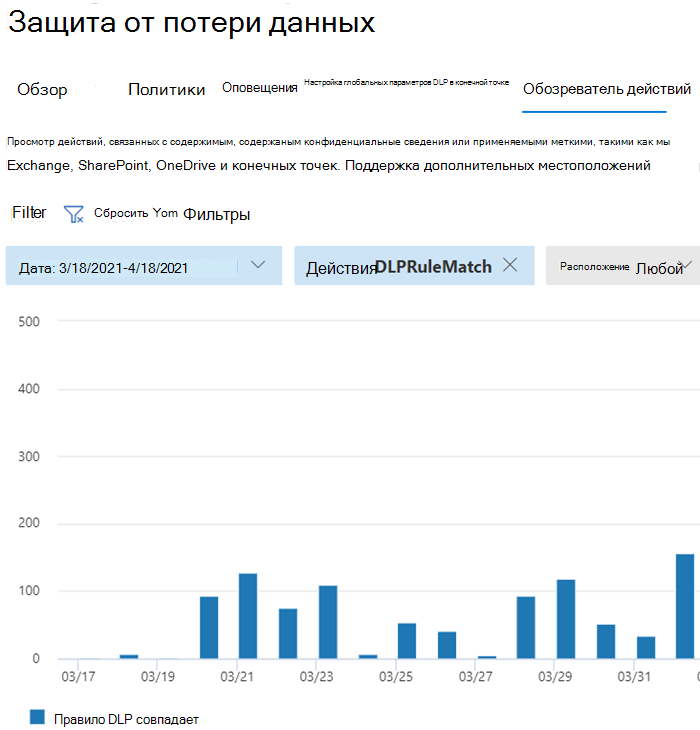 Защита от потери данных
Обзор Политики Оповещения Настройка глобальных параметров DLP в конечной точке Обозреватель действий
Просмотр действий, связанных с содержимым, содержаным конфиденциальные сведения или применяемыми метками, такими как мы
Exchange, SharePoint, OneDrive и конечных точек. Поддержка дополнительных местоположений
Filter Сбросить Yom Фильтры
Дата: 3/18/2021-4/18/2021 Действия DLPRuleMatch Расположение Любой
500
400
300
200
100
0
03/17 03/19 03/21 03/23 03/25 03/27 03/29 03/31
Правило DLP совпадает